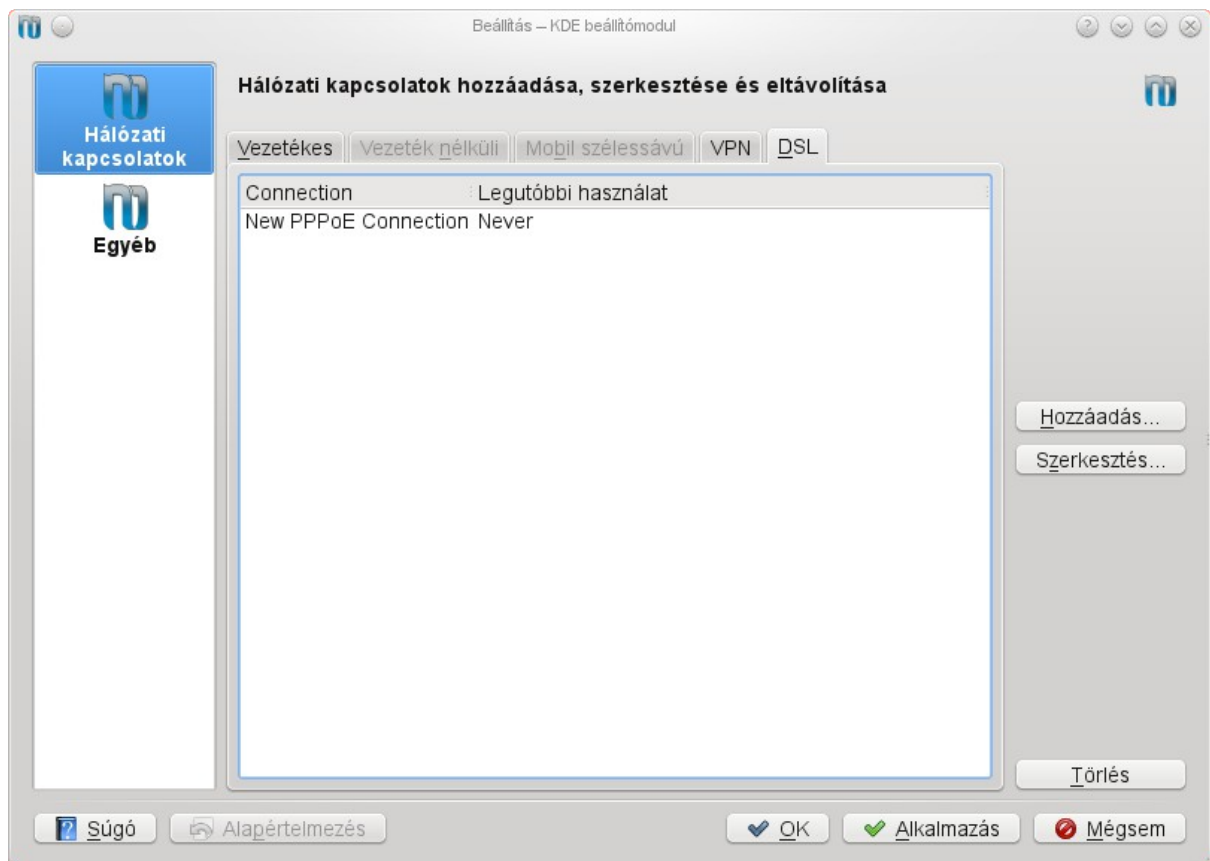 Beállítás – KDE beállítómodul
Hálózati kapcsolatok
Egyéb
Hálózati kapcsolatok hozzáadása, szerkesztése és eltávolítása
Vezetékes Vezeték nélküli Mobil szélessávú VPN DSL
Connection Legutóbbi használat
New PPPoE Connection Never
Hozzáadás...
Szerkesztés...
Törlés
Súgó Alapértelmezés OK Alkalmazás Mégsem